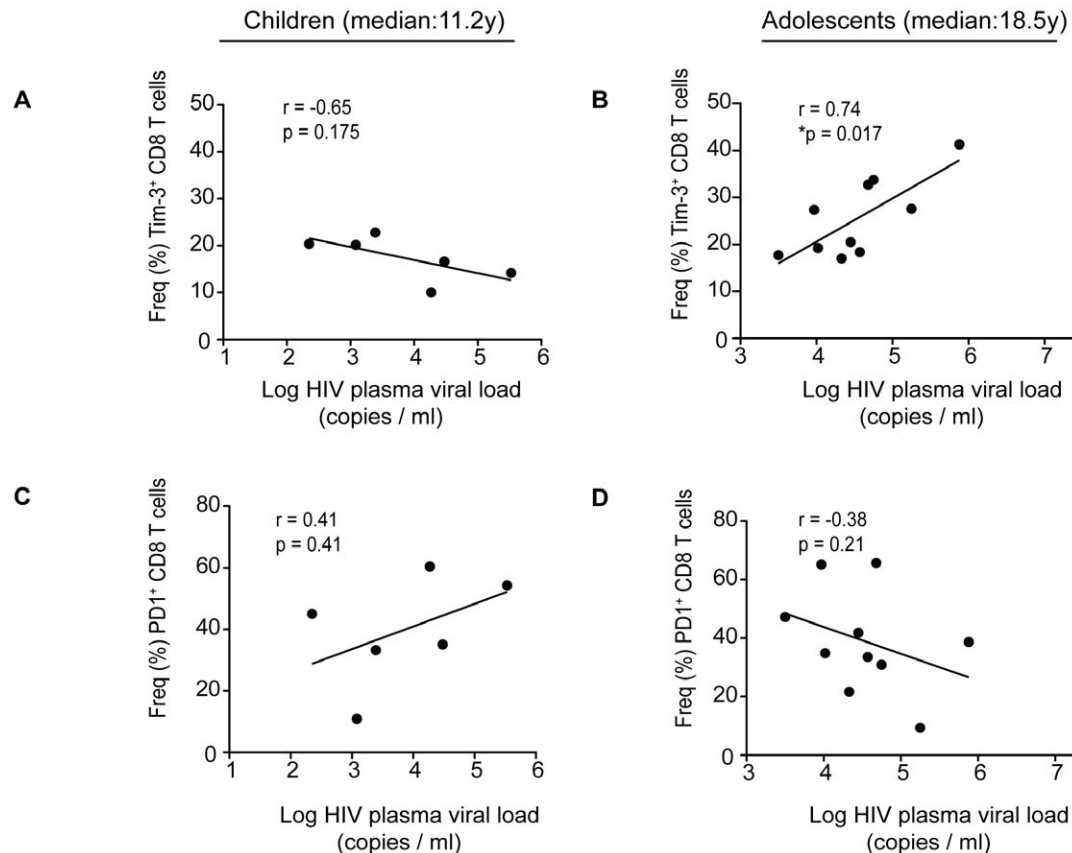 Children (median:11.2y)
Adolescents (median:18.5y)
A
r = -0.65
p = 0.175
50
40
30
20
10
0
Freq (%) Tim-3⁺ CD8 T cells
1 2 3 4 5 6
Log HIV plasma viral load
(copies / ml)
B
r = 0.74
*p = 0.017
50
40
30
20
10
0
Freq (%) Tim-3⁺ CD8 T cells
3 4 5 6 7
Log HIV plasma viral load
(copies / ml)
C
r = 0.41
p = 0.41
80
60
40
20
0
Freq (%) PD1⁺ CD8 T cells
1 2 3 4 5 6
Log HIV plasma viral load
(copies / ml)
D
r = -0.38
p = 0.21
80
60
40
20
0
Freq (%) PD1⁺ CD8 T cells
3 4 5 6 7
Log HIV plasma viral load
(copies / ml)